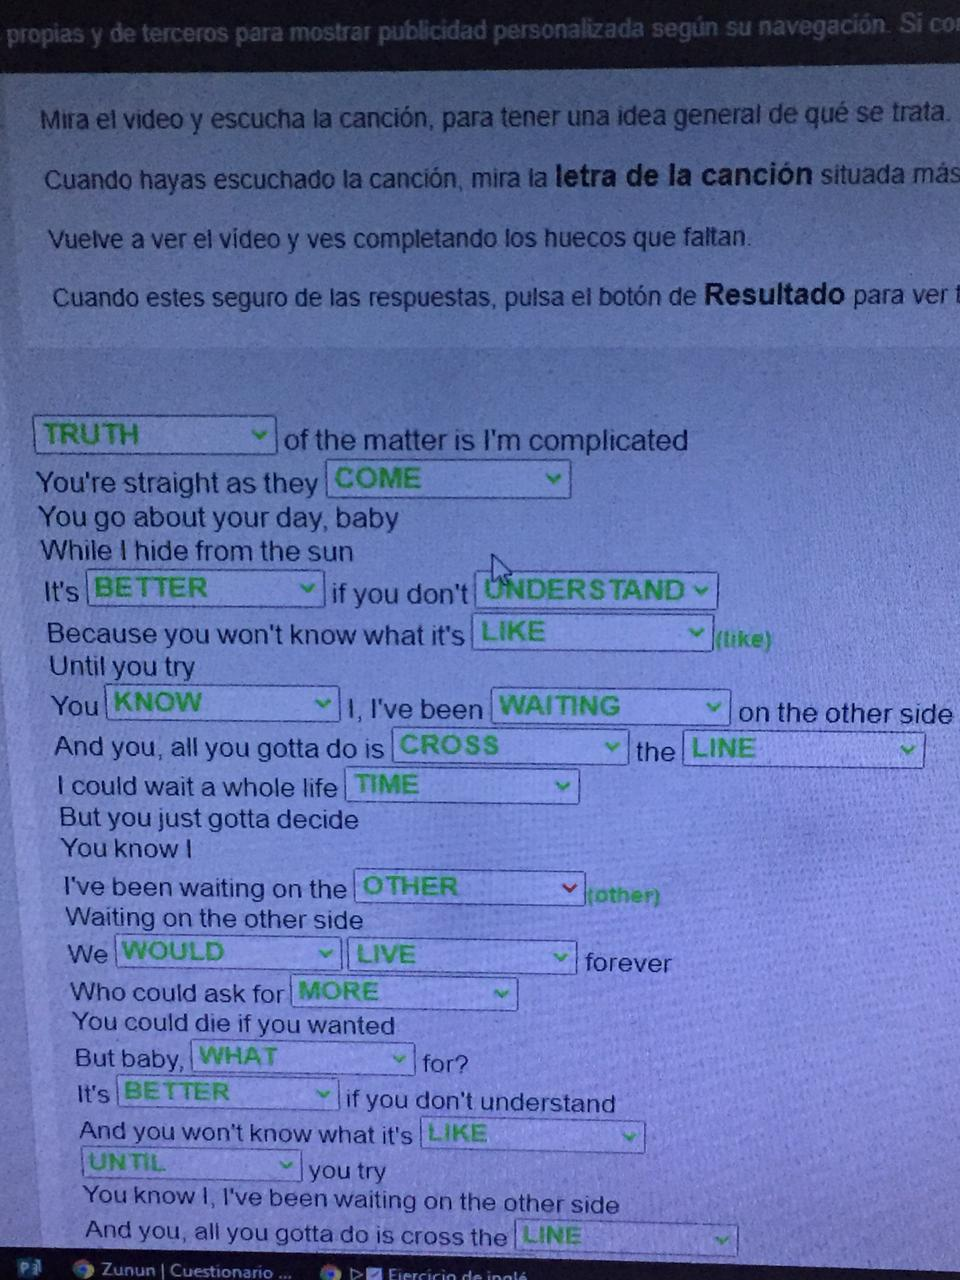 propias y de terceros para mostrar publicidad personalizada según su navegación. Si
Mira el video y escucha la canción, para tener una idea general de qué se trata.
Cuando hayas escuchado la canción, mira la letra de la canción situada más
Vuelve a ver el vídeo y ves completando los huecos que faltan.
Cuando estes seguro de las respuestas, pulsa el botón de Resultado para ver
TRUTH of the matter is I'm complicated
You're straight as they COME
You go about your day, baby
While I hide from the sun
It's BETTER if you don't UNDERSTAND
Because you won't know what it's LIKE (like)
Until you try
You KNOW I, I've been WAITING on the other side
And you, all you gotta do is CROSS the LINE
I could wait a whole life TIME
But you just gotta decide
You know I
I've been waiting on the OTHER (other)
Waiting on the other side
We WOULD LIVE forever
Who could ask for MORE
You could die if you wanted
But baby, WHAT for?
It's BETTER if you don't understand
And you won't know what it's LIKE
UNTIL you try
You know I, I've been waiting on the other side
And you, all you gotta do is cross the LINE
Zunun | Cuestionario ...
Ejercicio de inglé